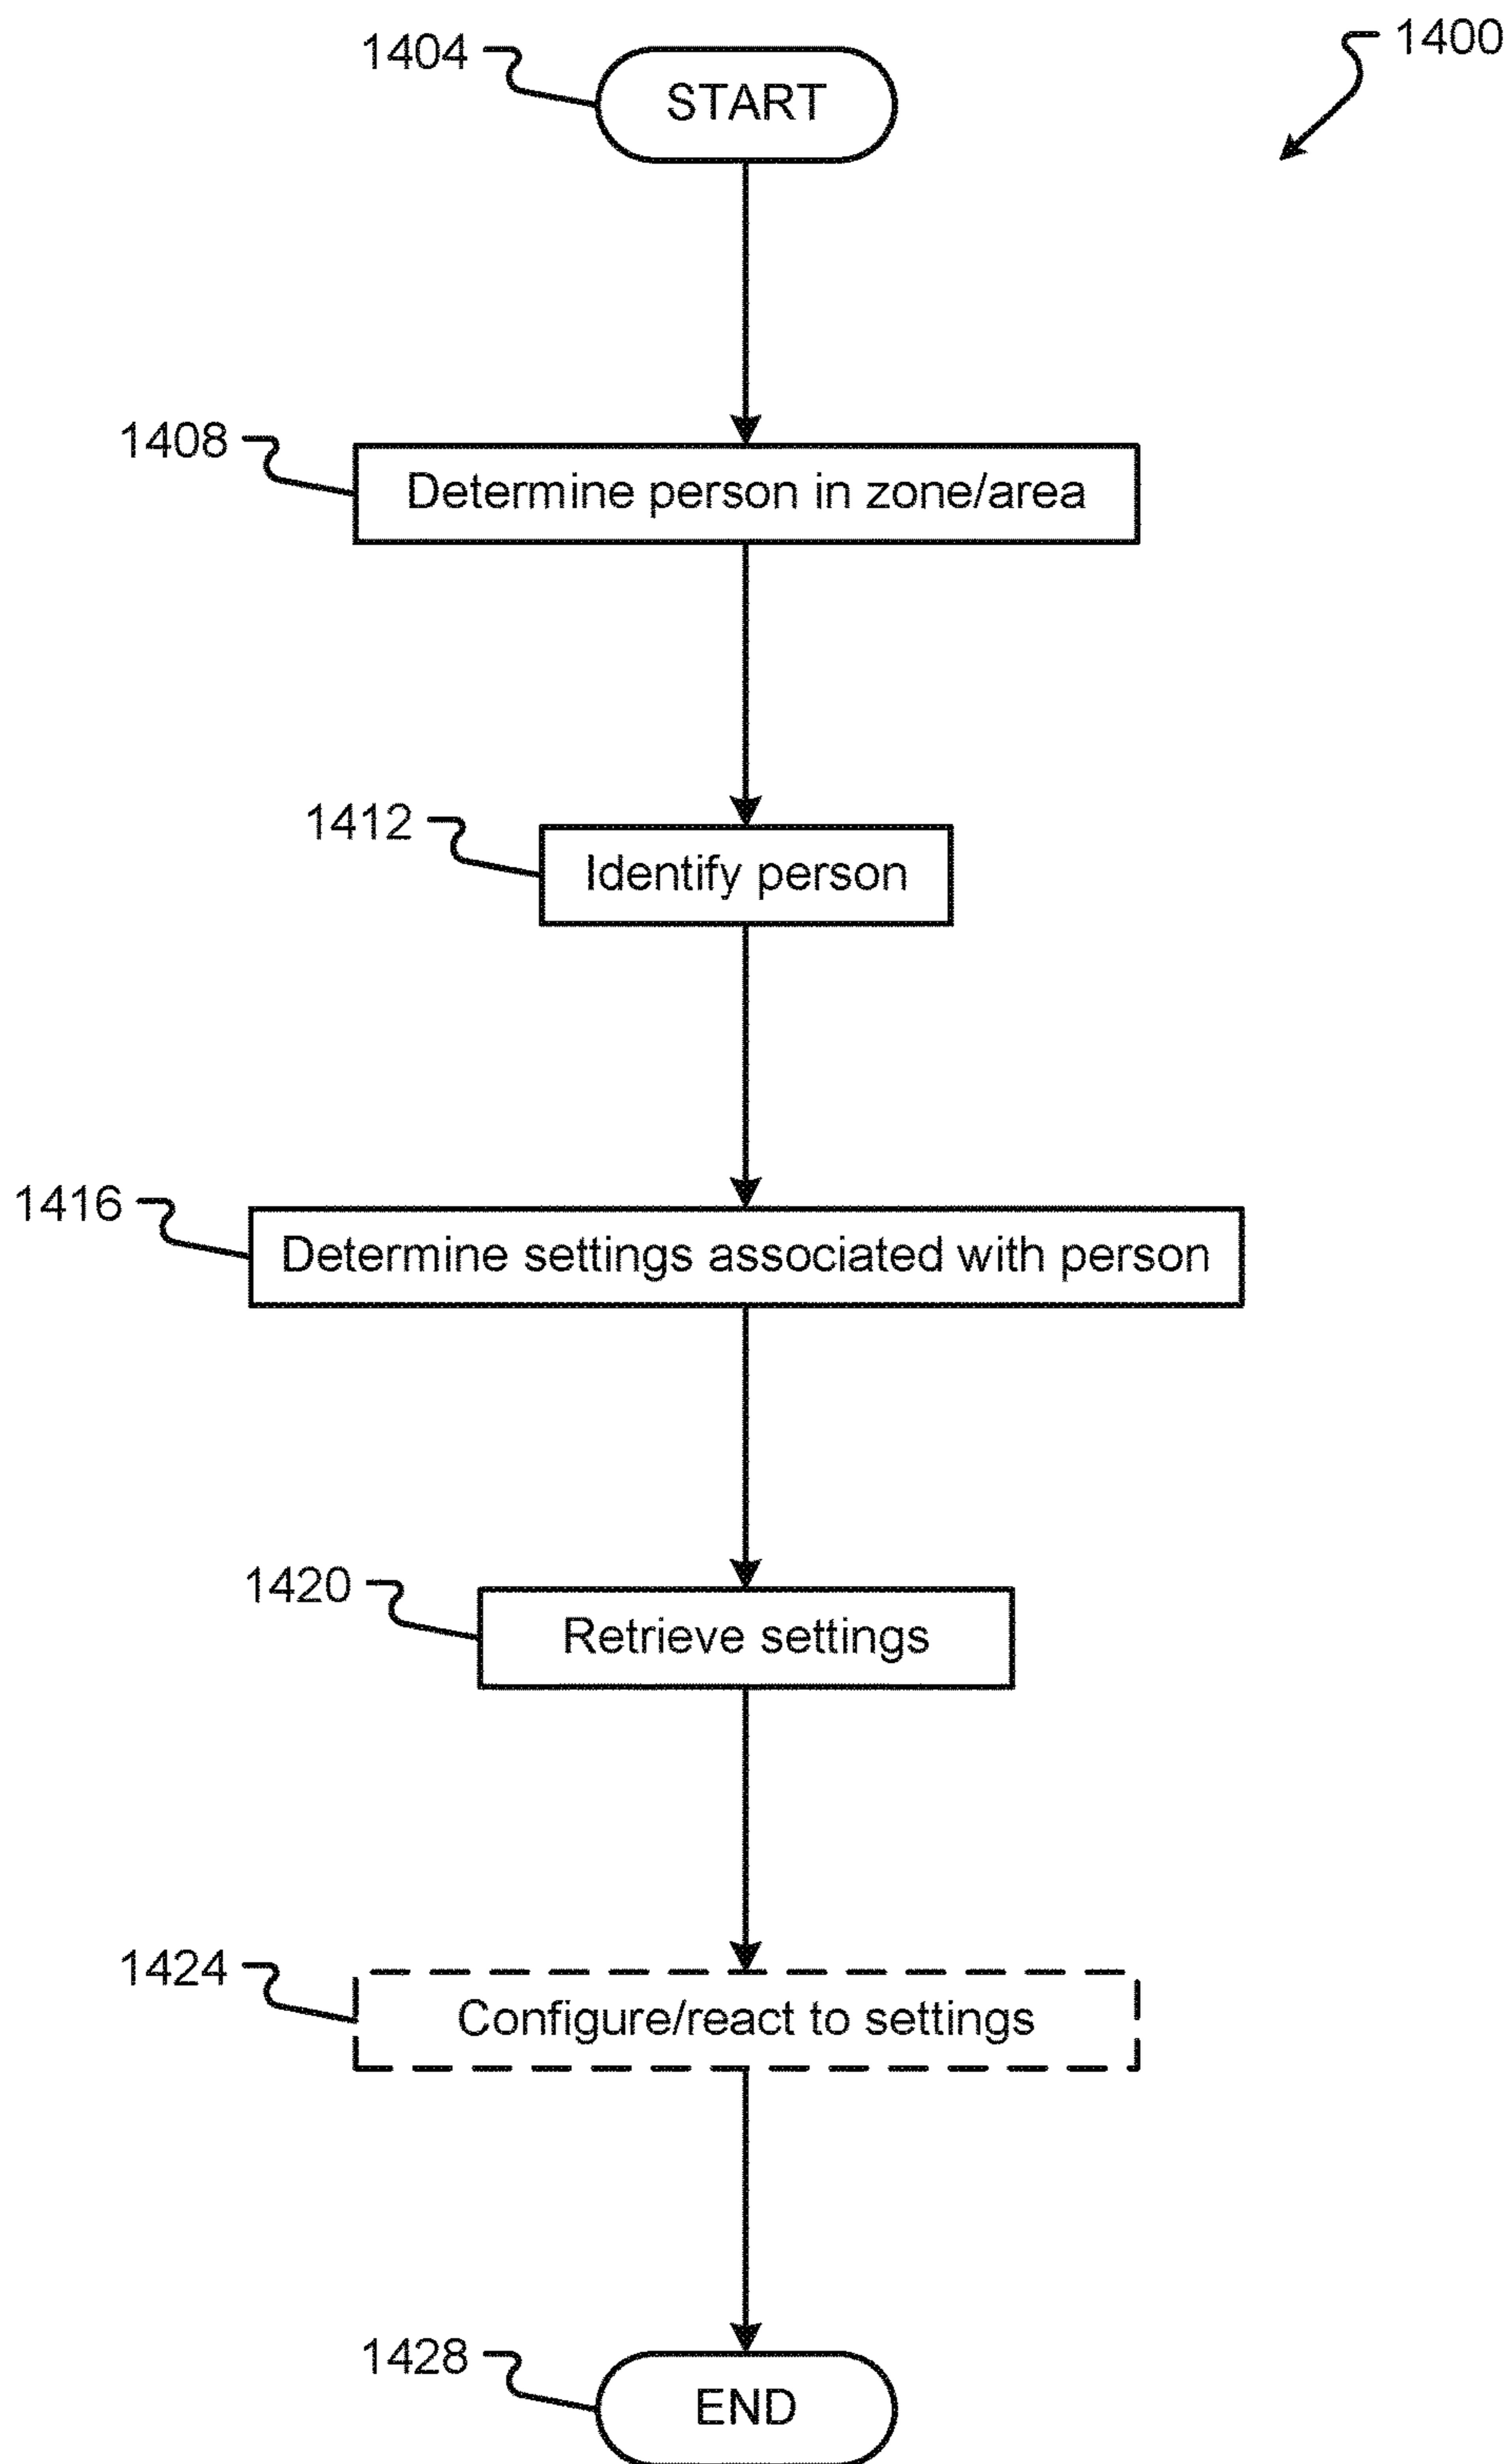 1400
1404
START
1408
Determine person in zone/area
1412
Identify person
1416
Determine settings associated with person
1420
Retrieve settings
1424
Configure/react to settings
1428
END